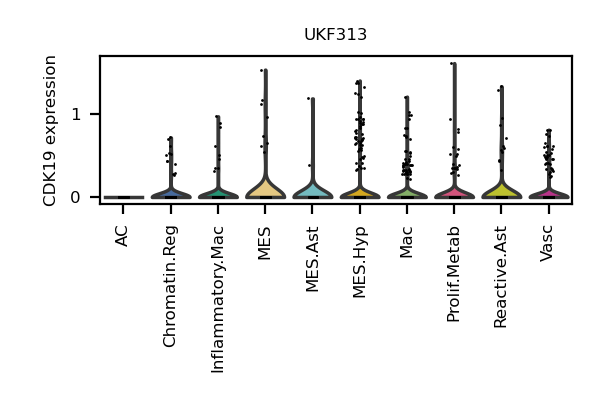 UKF313
CDK19 expression
1
0
AC
Chromatin.Reg
Inflammatory.Mac
MES
MES.Ast
MES.Hyp
Mac
Prolif.Metab
Reactive.Ast
Vasc